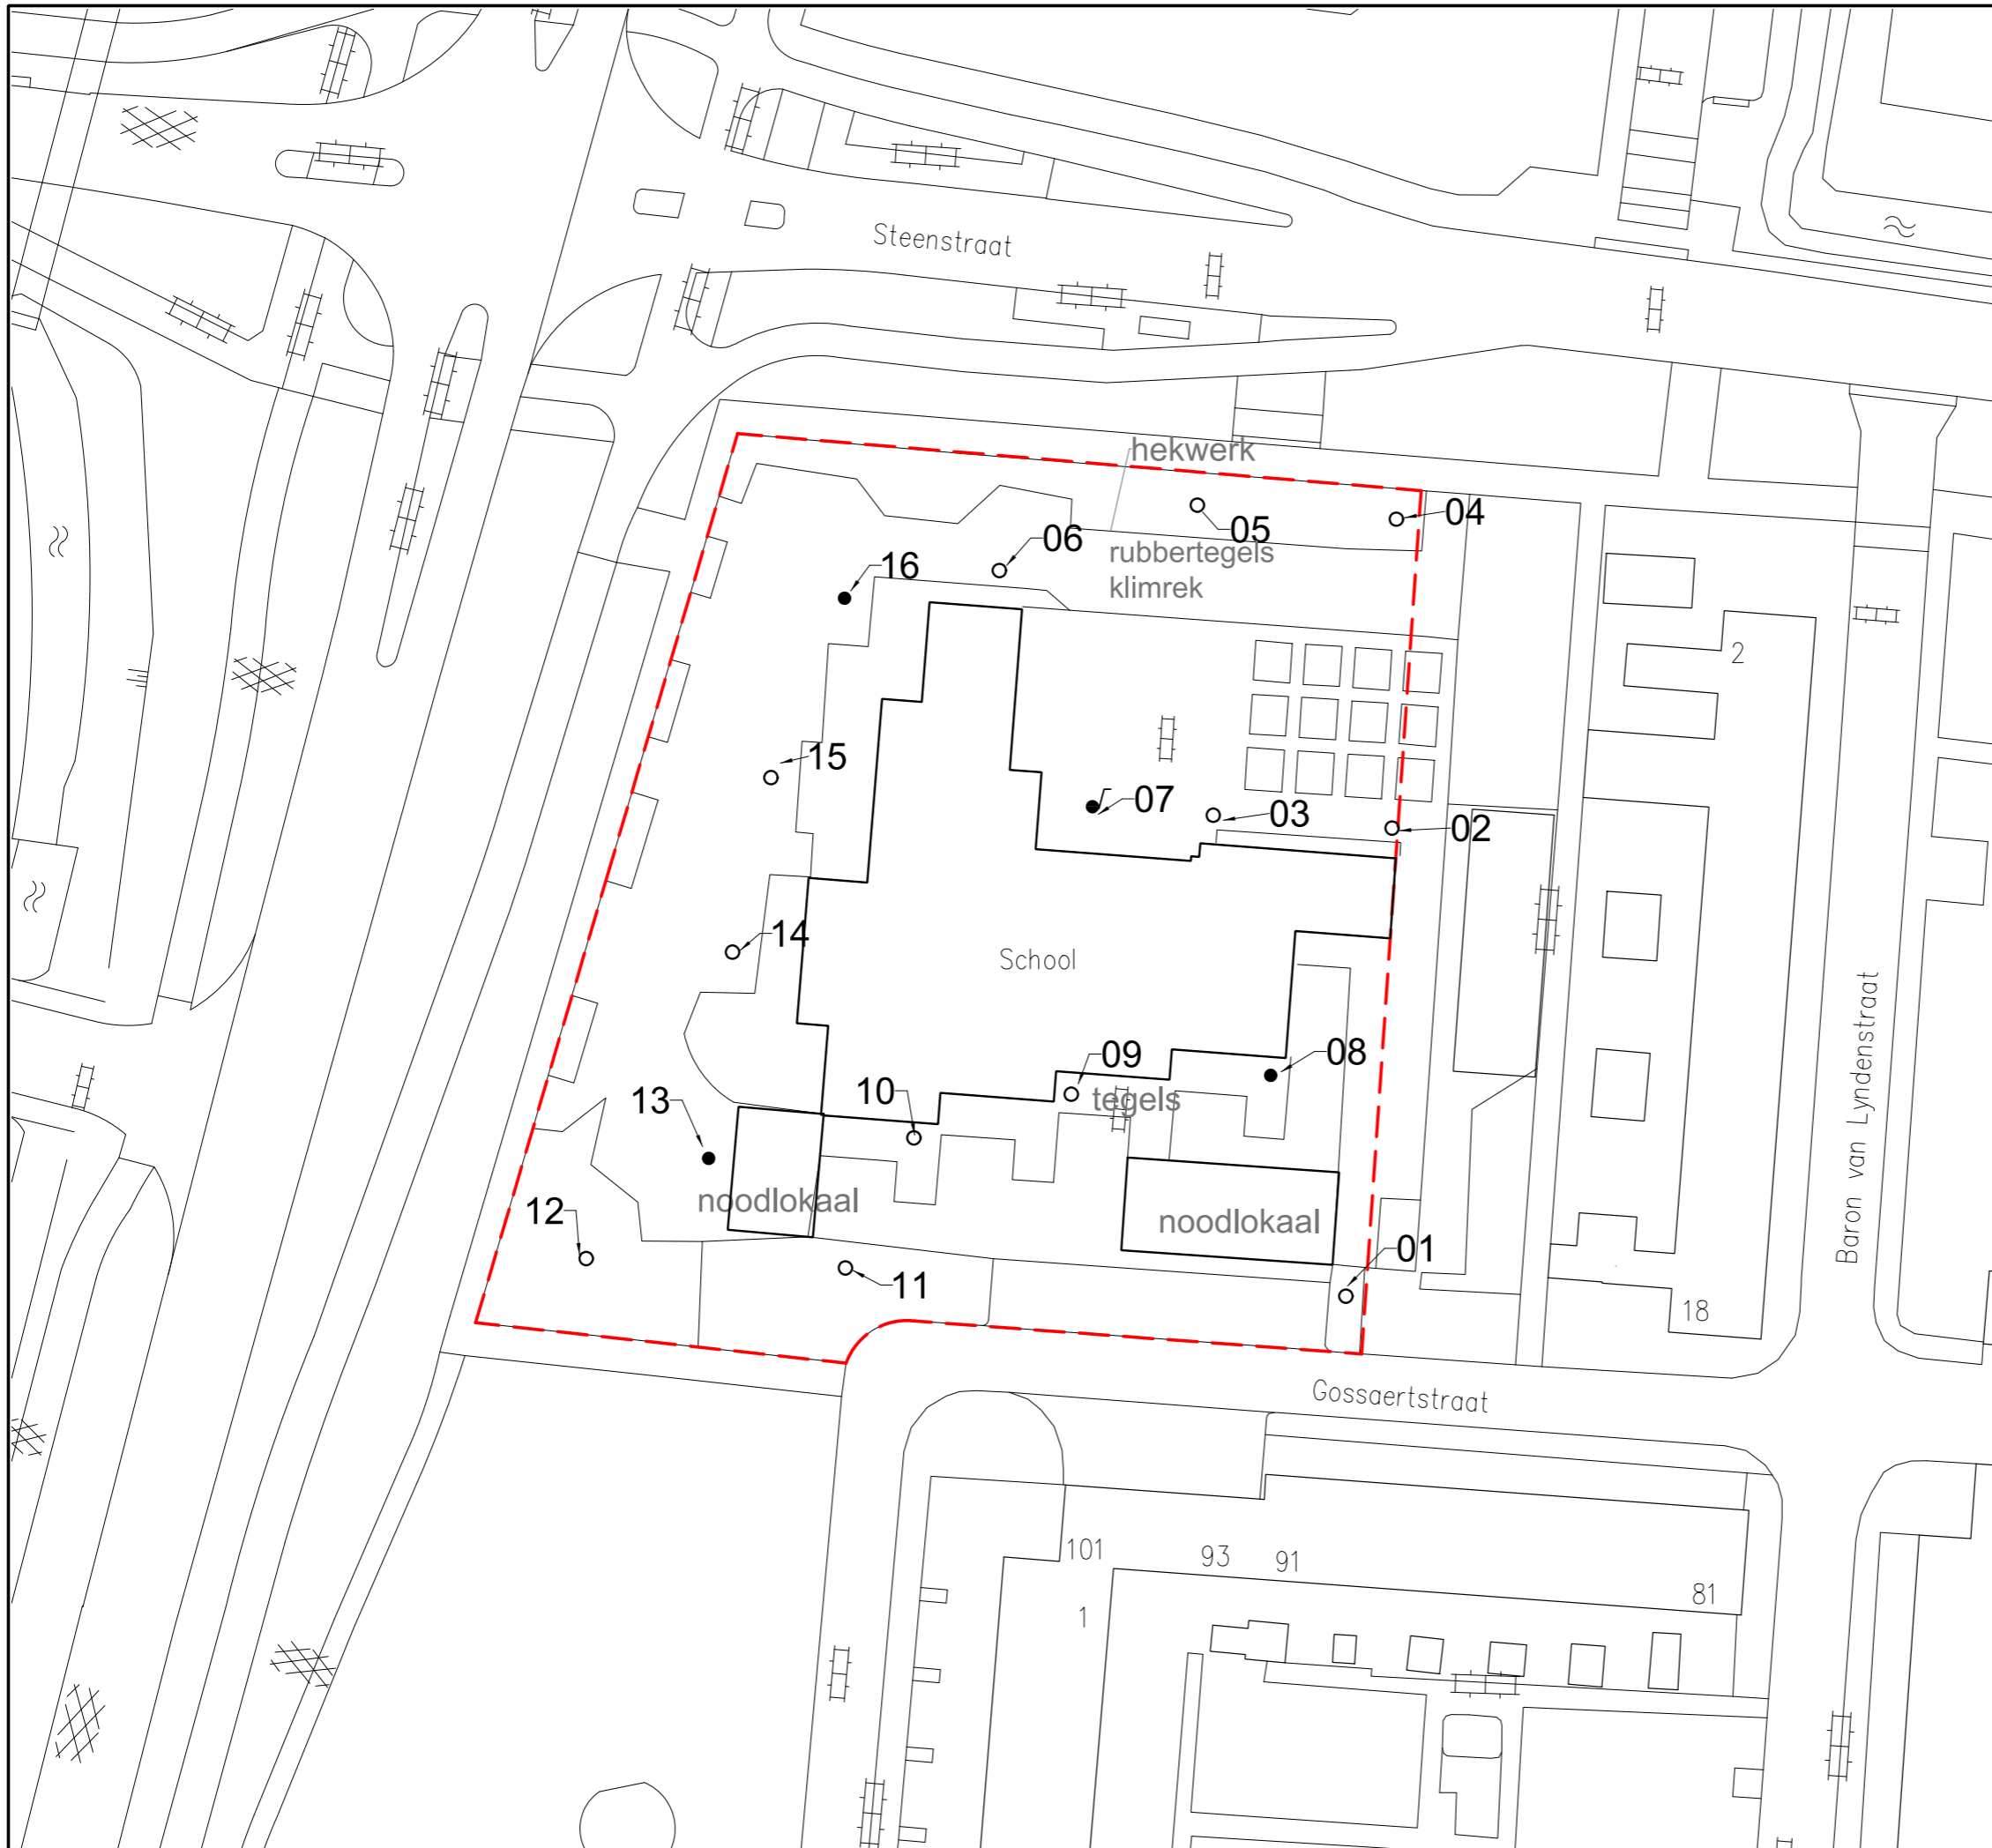 Steenstraat
hekwerk
04
05
06
rubbertegels
klimrek
16
2
15
07
03
02
14
School
09
08
10
tegels
13
noodlokaal
12
noodlokaal
01
11
Baron van Lyndenstraat
18
Gossaertstraat
101
93
91
81
1